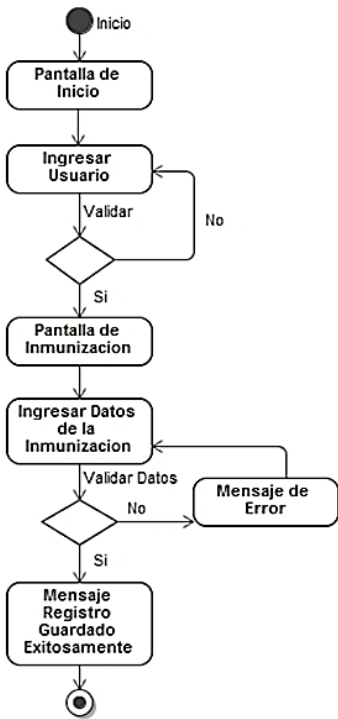 Inicio
Pantalla de
Inicio
Ingresar
Usuario
Validar
No
Si
Pantalla de
Inmunizacion
Ingresar Datos
de la
Inmunizacion
Validar Datos
No
Mensaje de
Error
Si
Mensaje
Registro
Guardado
Exitosamente